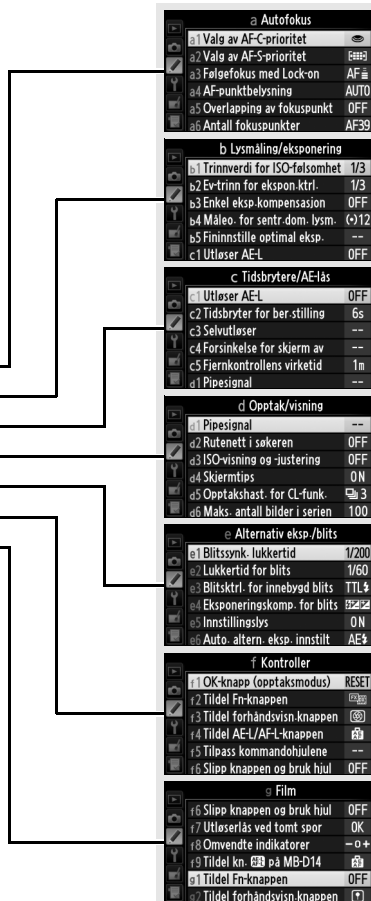 a Autofokus
a1 Valg av AF-C-prioritet
a2 Valg av AF-S-prioritet
a3 Følgefokus med Lock-on AF
a4 AF-punktbelysning AUTO
a5 Overlapping av fokuspunkt OFF
a6 Antall fokuspunkter AF39
b Lysmåling/eksponering
b1 Trinnverdi for ISO-følsomhet 1/3
b2 Ev-trinn for ekspon.ktrl. 1/3
b3 Enkel eksp.kompensasjon OFF
b4 Måleo. for sentr.dom. lysm. (•)12
b5 Fininnstille optimal eksp. --
c1 Utløser AE-L OFF
c Tidsbrytere/AE-lås
c1 Utløser AE-L OFF
c2 Tidsbryter for ber.stilling 6s
c3 Selvutløser --
c4 Forsinkelse for skjerm av --
c5 Fjernkontrollens virketid 1m
d1 Pipesignal --
d Opptak/visning
d1 Pipesignal --
d2 Rutenett i søkeren OFF
d3 ISO-visning og -justering OFF
d4 Skjermtips ON
d5 Opptakshast. for CL-funk. 3
d6 Maks. antall bilder i serien 100
e Alternativ eksp./blits
e1 Blitssynk. lukkertid 1/200
e2 Lukkertid for blits 1/60
e3 Blitsktrl. for innebygd blits TTL
e4 Eksponeringskomp. for blits
e5 Innstillingslys ON
e6 Auto. altern. eksp. innstilt AE
f Kontroller
f1 OK-knapp (opptaksmodus) RESET
f2 Tildel Fn-knappen
f3 Tildel forhåndsvisn.knappen
f4 Tildel AE-L/AF-L-knappen
f5 Tilpass kommandohjulene --
f6 Slipp knappen og bruk hjul OFF
g Film
f6 Slipp knappen og bruk hjul OFF
f7 Utløserlås ved tomt spor OK
f8 Omvendte indikatorer -0+
f9 Tildel kn. på MB-D14
g1 Tildel Fn-knappen OFF
g2 Tildel forhåndsvisn.knappen